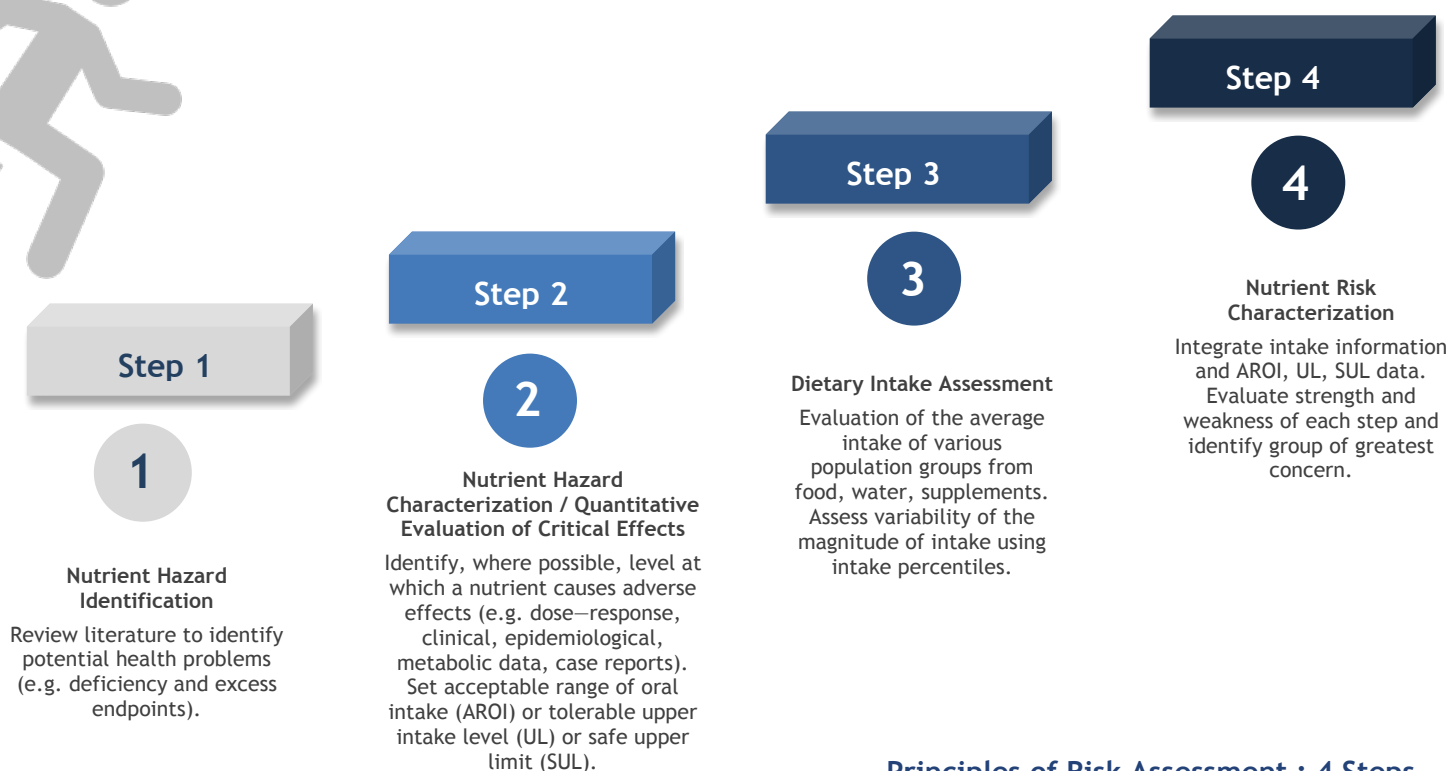 Step 1
1
Nutrient Hazard
Identification
Review literature to identify
potential health problems
(e.g. deficiency and excess
endpoints).
Step 2
2
Nutrient Hazard
Characterization / Quantitative
Evaluation of Critical Effects
Identify, where possible, level at
which a nutrient causes adverse
effects (e.g. dose—response,
clinical, epidemiological,
metabolic data, case reports).
Set acceptable range of oral
intake (AROI) or tolerable upper
intake level (UL) or safe upper
limit (SUL).
Step 3
3
Dietary Intake Assessment
Evaluation of the average
intake of various
population groups from
food, water, supplements.
Assess variability of the
magnitude of intake using
intake percentiles.
Step 4
4
Nutrient Risk
Characterization
Integrate intake information
and AROI, UL, SUL data.
Evaluate strength and
weakness of each step and
identify group of greatest
concern.
Principles of Risk Assessment : 4 Steps